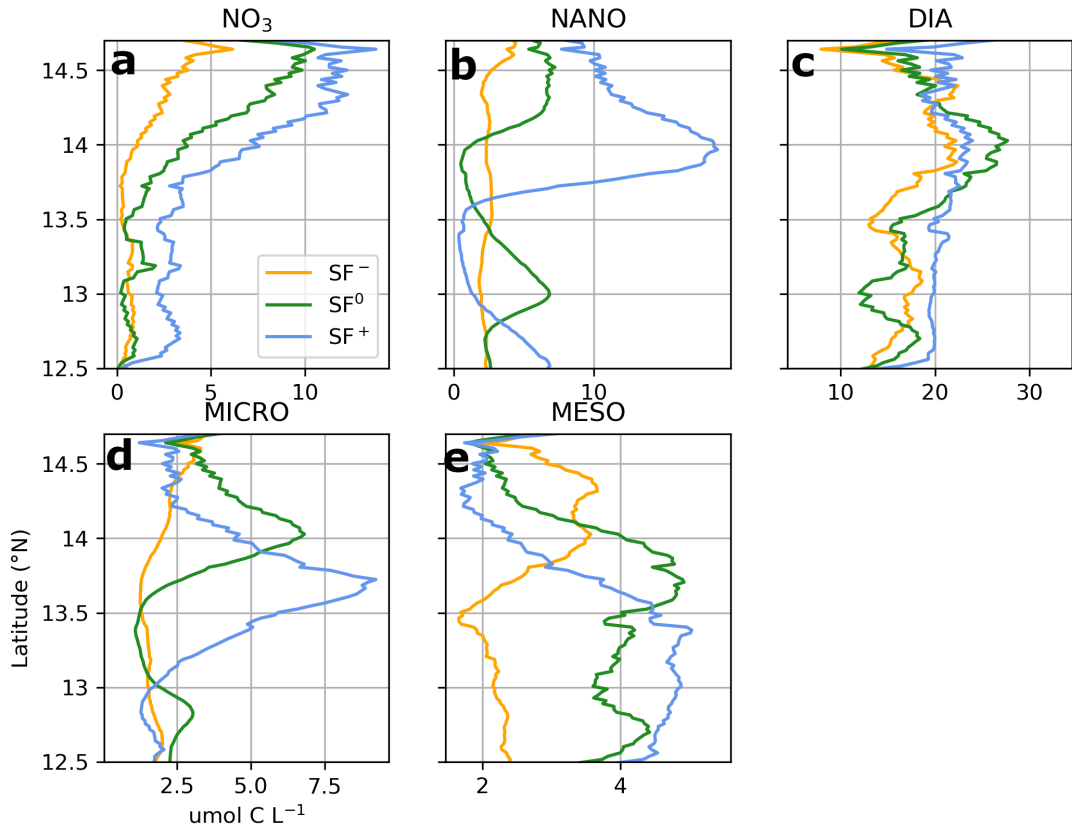 NO₃ NANO DIA
a b c
14.5
14
13.5
13
12.5
SF⁻
SF⁰
SF⁺
0 5 10 0 10 10 20 30
MICRO MESO
d e
14.5
14
13.5
13
12.5
Latitude (°N)
2.5 5.0 7.5 2 4
umol C L⁻¹